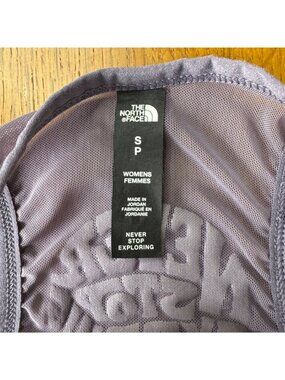 THE
NORTH
FACE
S
P
WOMENS
FEMMES
MADE IN
JORDAN
FABRIQUÉ EN
JORDANIE
NEVER
STOP
EXPLORING